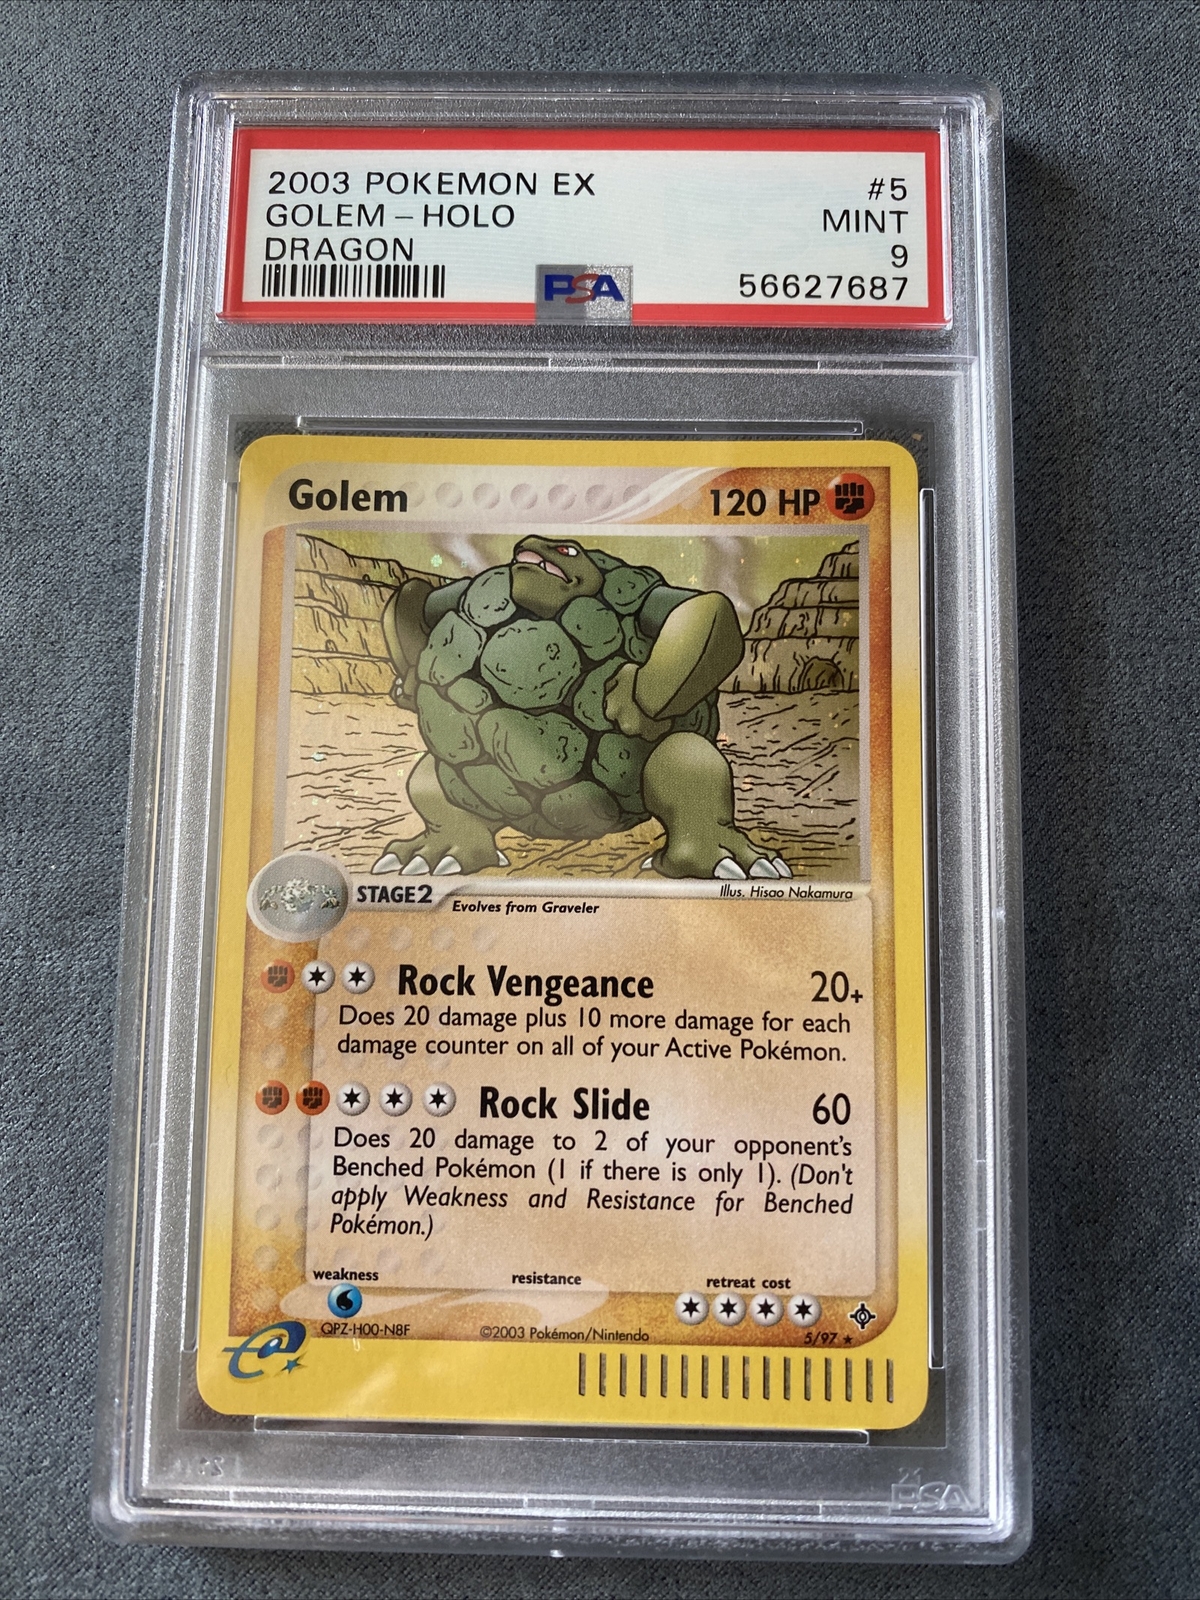 2003 POKEMON EX #5
GOLEM - HOLO MINT
DRAGON 9
PSA 56627687
Golem 120 HP
STAGE2 Evolves from Graveler Illus. Hisao Nakamura
Rock Vengeance 20+
Does 20 damage plus 10 more damage for each
damage counter on all of your Active Pokémon.
Rock Slide 60
Does 20 damage to 2 of your opponent's
Benched Pokémon (1 if there is only 1). (Don't
apply Weakness and Resistance for Benched
Pokémon.)
weakness resistance retreat cost
QPZ-H00-N8F ©2003 Pokémon/Nintendo 5/97 ★
e
PSA